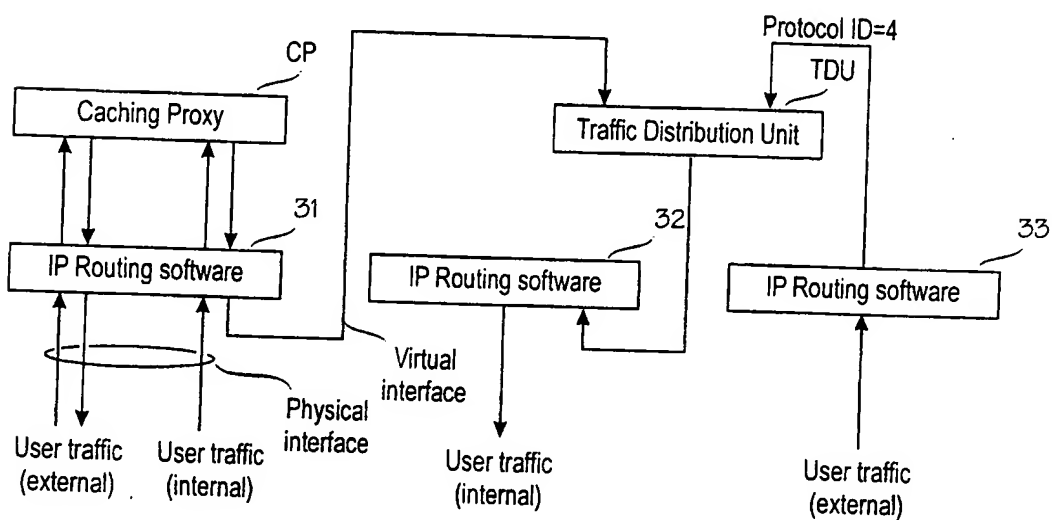 Protocol ID=4
CP
TDU
Caching Proxy
Traffic Distribution Unit
31
32
33
IP Routing software
IP Routing software
IP Routing software
Virtual
interface
Physical
interface
User traffic
(external)
User traffic
(internal)
User traffic
(internal)
User traffic
(external)